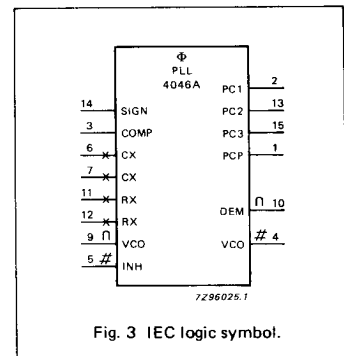 Φ
PLL
4046A
14 SIGN
3 COMP
6 CX
7 CX
11 RX
12 RX
9 ∩ VCO
5 # INH
PC1 2
PC2 13
PC3 15
PCP 1
DEM ∩ 10
VCO # 4
7Z96025.1
Fig. 3 IEC logic symbol.